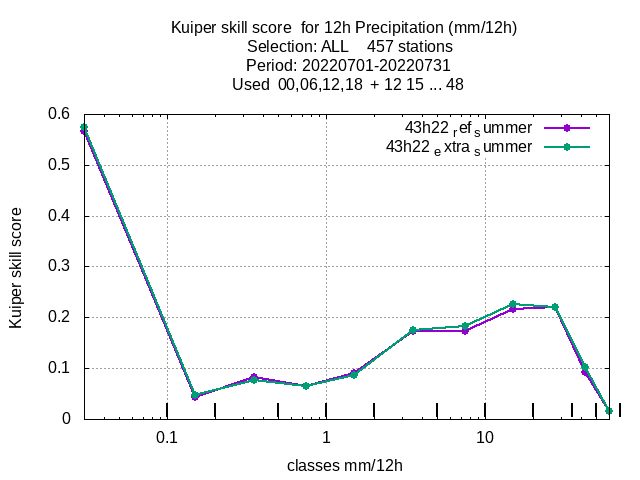 Kuiper skill score  for 12h Precipitation (mm/12h)
Selection: ALL    457 stations
Period: 20220701-20220731
Used  00,06,12,18  + 12 15 ... 48
43h22 ref summer
43h22 extra summer
0.6
0.5
0.4
0.3
0.2
0.1
0
Kuiper skill score
0.1 1 10
classes mm/12h